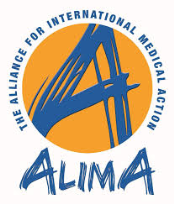 THE ALLIANCE FOR INTERNATIONAL MEDICAL ACTION
ALIMA